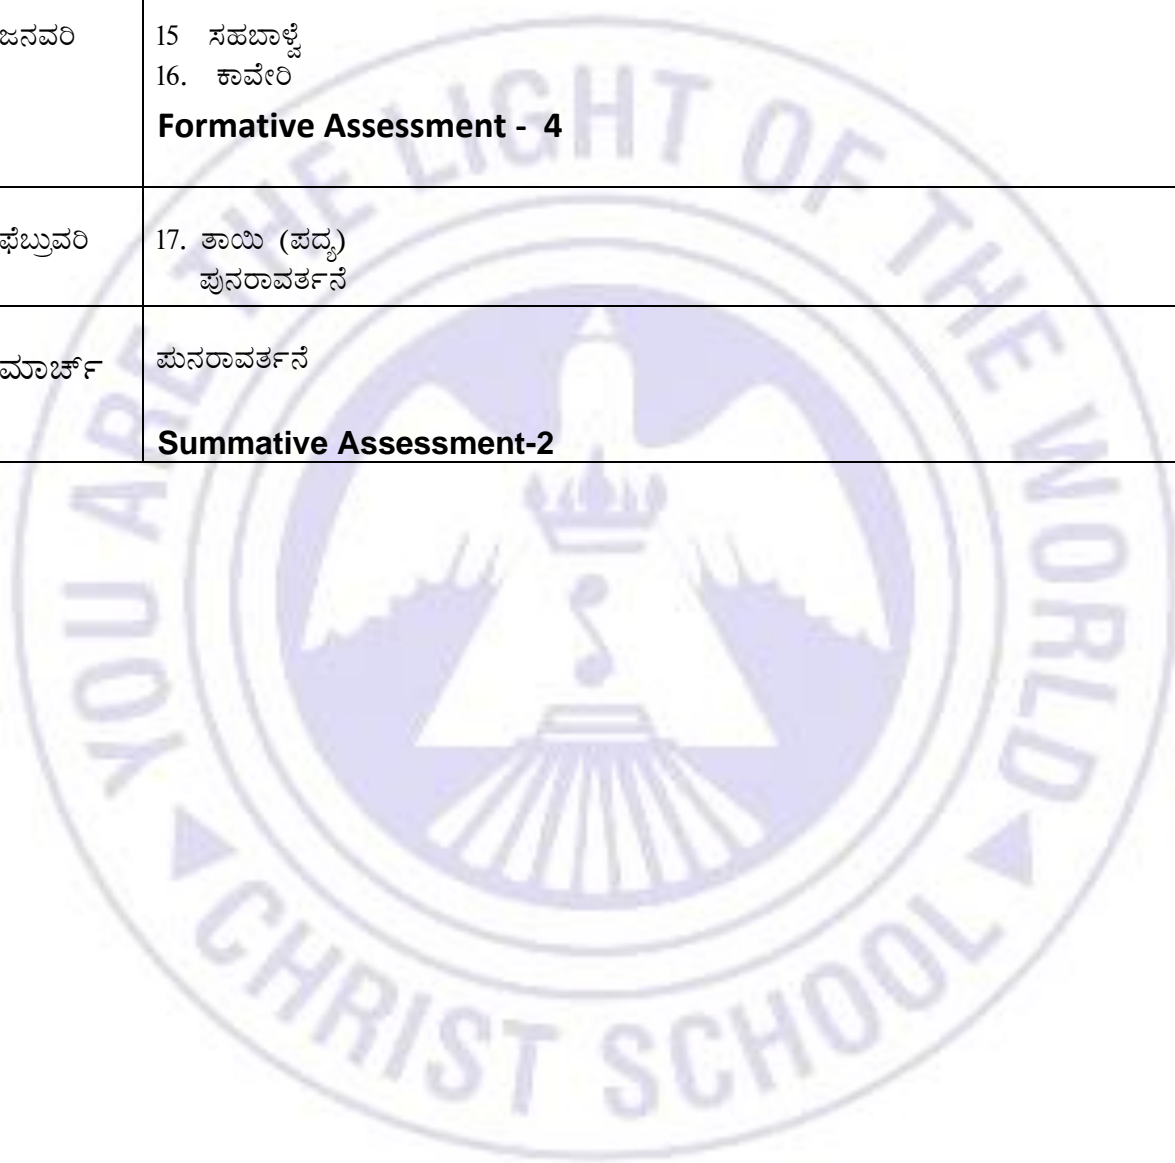 ಜನವರಿ
15 ಸಹಬಾಳ್ವೆ
16. ಕಾವೇರಿ
Formative Assessment - 4
ಫೆಬ್ರುವರಿ
17. ತಾಯಿ (ಪದ್ಯ)
ಪುನರಾವರ್ತನೆ
ಮಾರ್ಚ್
ಪುನರಾವರ್ತನೆ
Summative Assessment-2
YOU ARE THE LIGHT OF THE WORLD
CHRIST SCHOOL